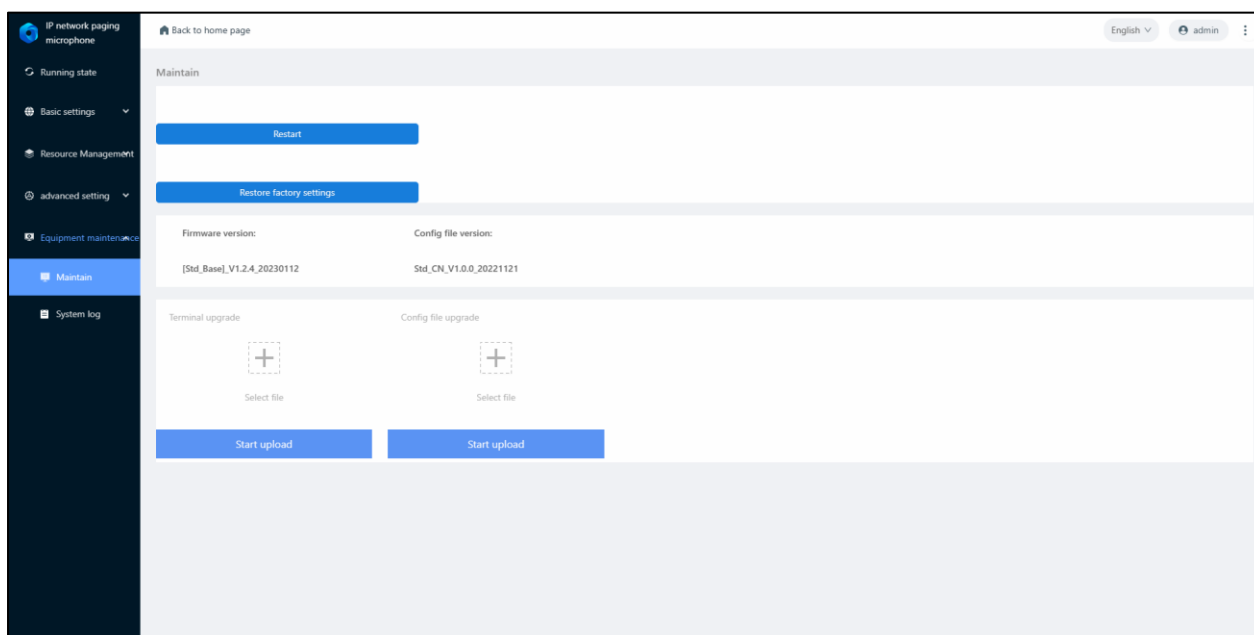 IP network paging
microphone
Back to home page
English
admin
Running state
Basic settings
Resource Management
advanced setting
Equipment maintenance
Maintain
System log
Maintain
Restart
Restore factory settings
Firmware version:
Config file version:
[Std_Base]_V1.2.4_20230112
Std_CN_V1.0.0_20221121
Terminal upgrade
Config file upgrade
Select file
Select file
Start upload
Start upload